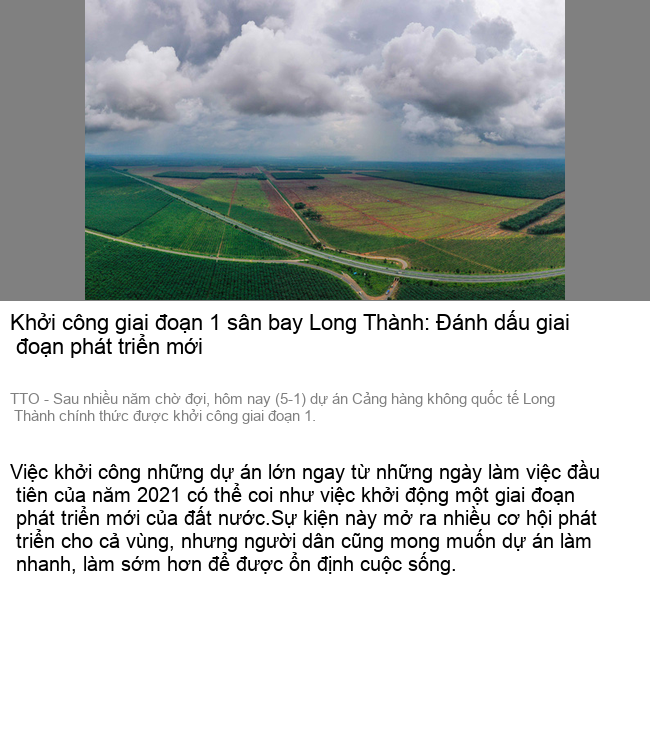 Khởi công giai đoạn 1 sân bay Long Thành: Đánh dấu giai
đoạn phát triển mới
TTO - Sau nhiều năm chờ đợi, hôm nay (5-1) dự án Cảng hàng không quốc tế Long
Thành chính thức được khởi công giai đoạn 1.
Việc khởi công những dự án lớn ngay từ những ngày làm việc đầu
tiên của năm 2021 có thể coi như việc khởi động một giai đoạn
phát triển mới của đất nước.Sự kiện này mở ra nhiều cơ hội phát
triển cho cả vùng, nhưng người dân cũng mong muốn dự án làm
nhanh, làm sớm hơn để được ổn định cuộc sống.